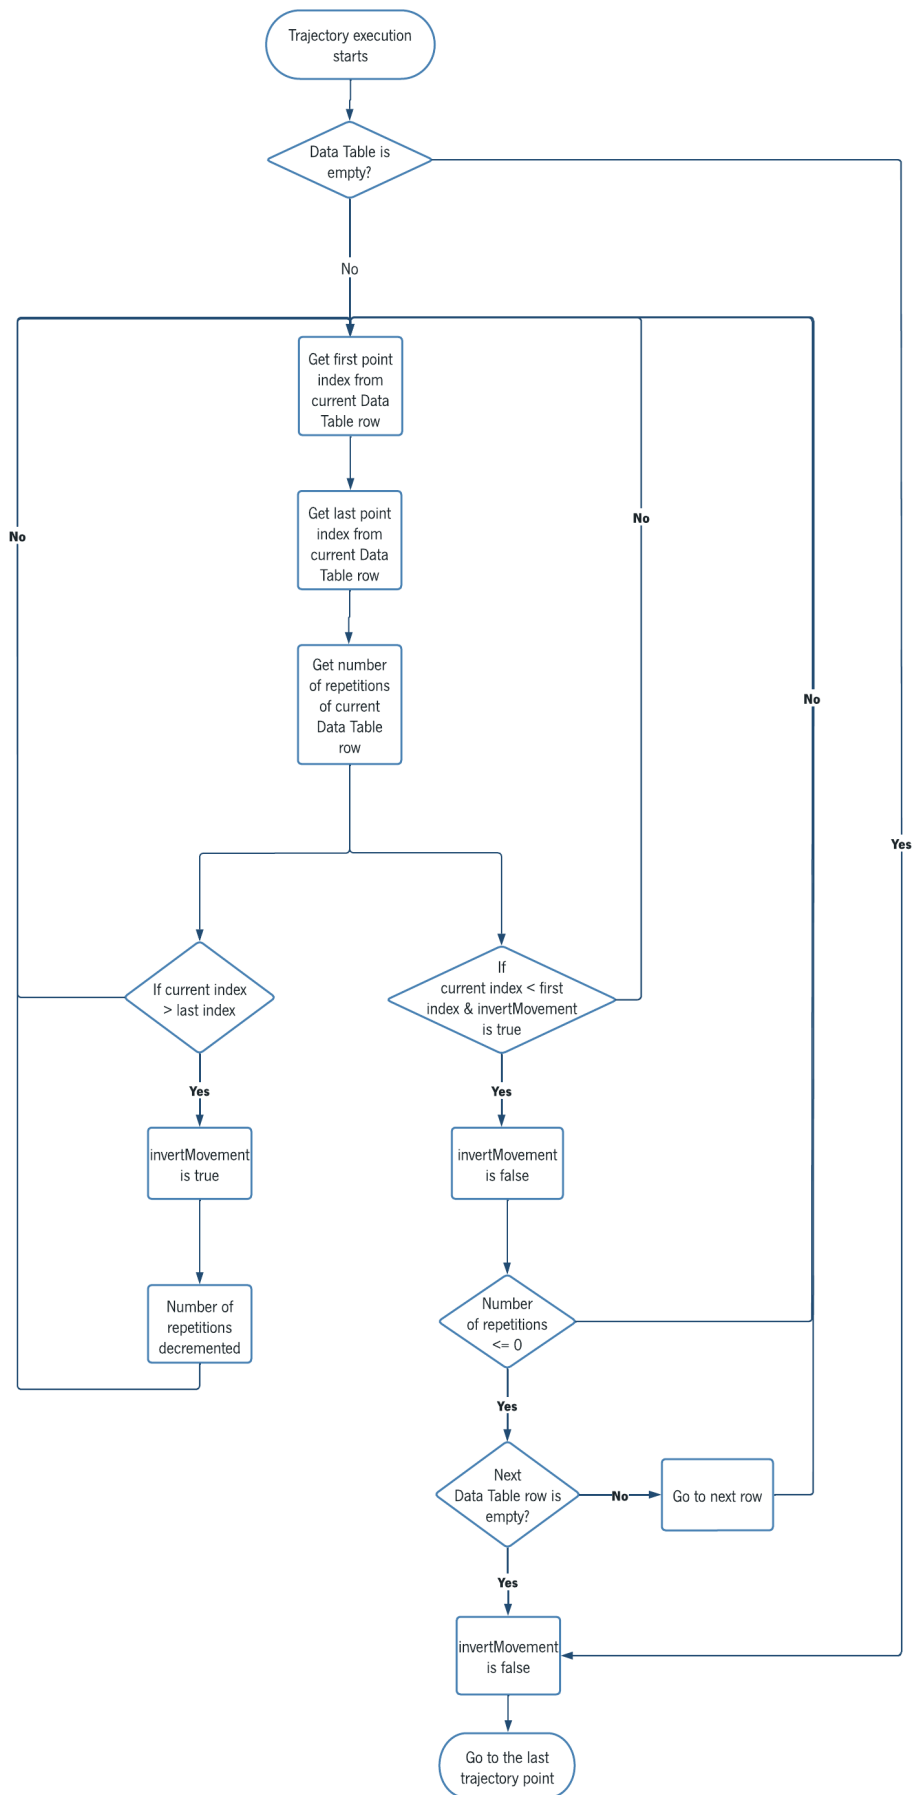 Trajectory execution
starts
Data Table is
empty?
No
Get first point
index from
current Data
Table row
Get last point
index from
current Data
Table row
No
No
Get number
of repetitions
of current
Data Table
row
No
Yes
If current index
> last index
If
current index < first
index & invertMovement
is true
Yes
Yes
invertMovement
is true
invertMovement
is false
Number of
repetitions
decremented
Number
of repetitions
<= 0
Yes
Next
Data Table row is
empty?
No
Go to next row
Yes
invertMovement
is false
Go to the last
trajectory point